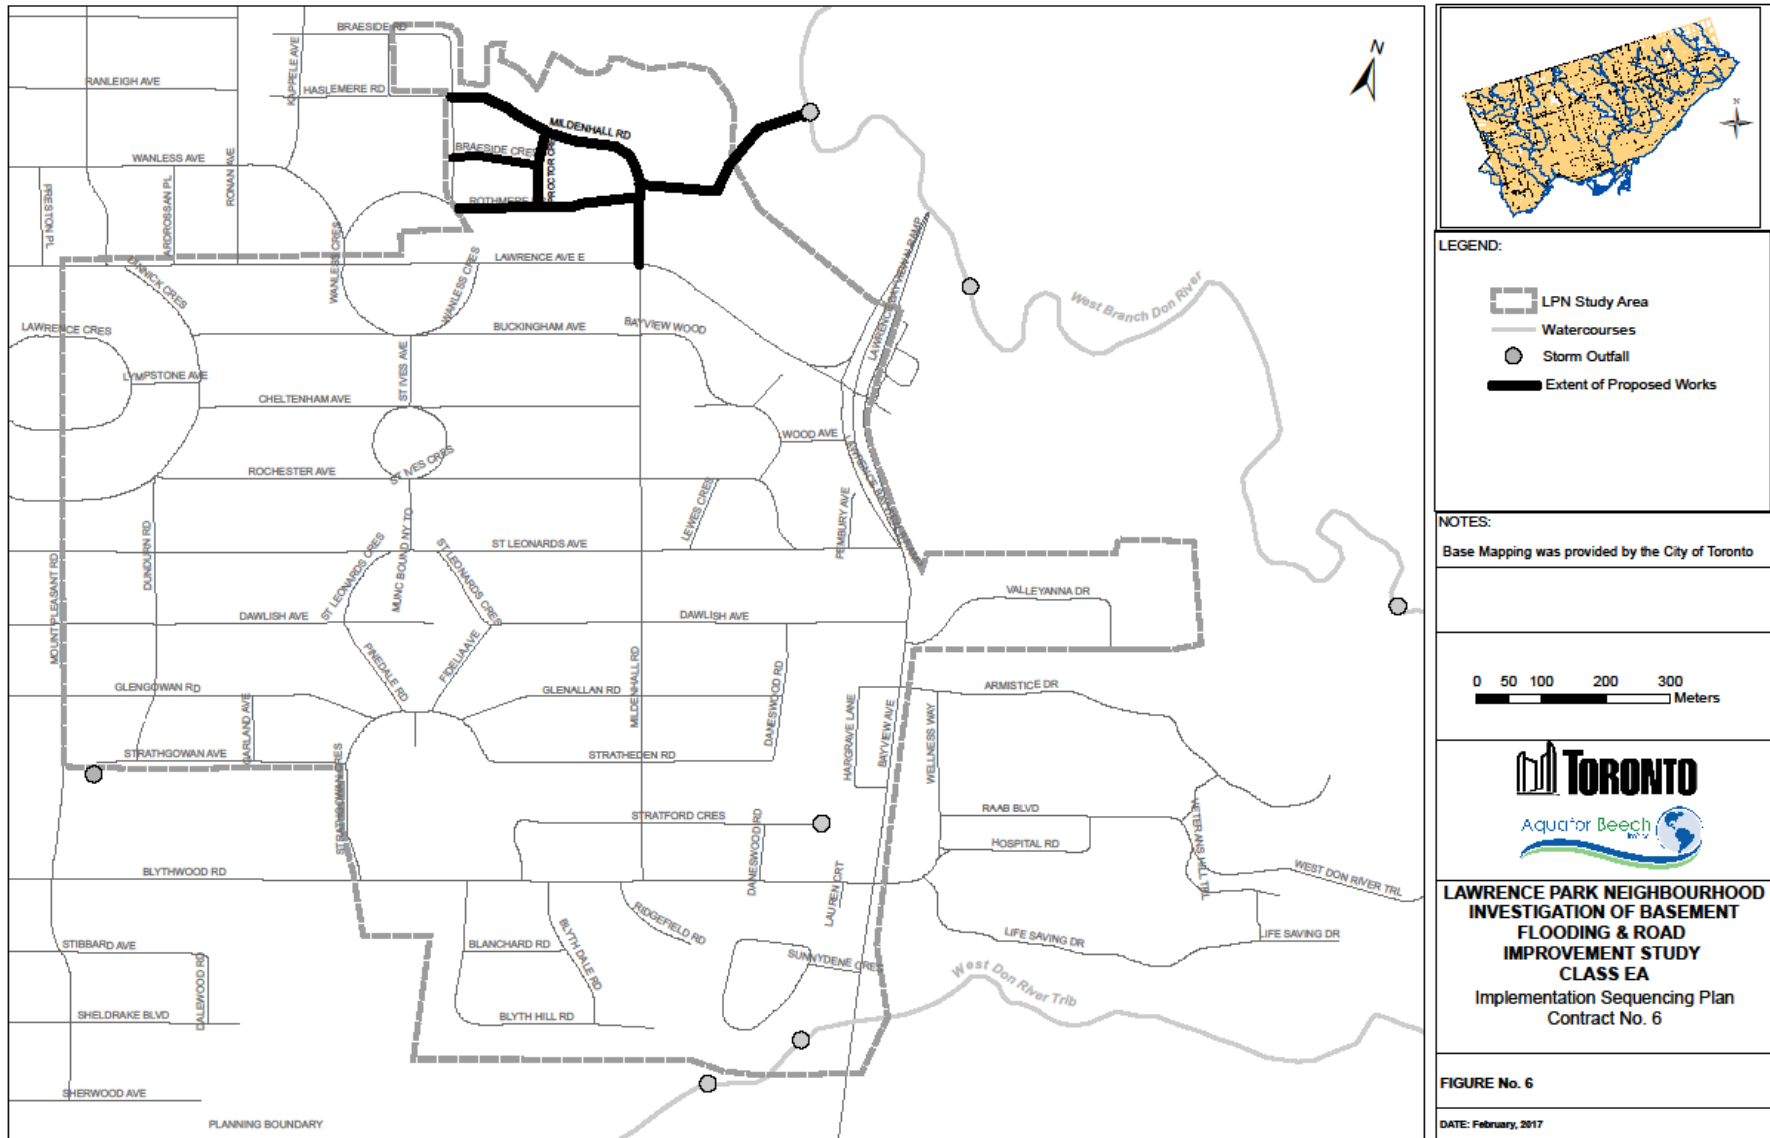 BRAESIDE RD
RANLEIGH AVE
KAPPELE AVE
HASLEMERE RD
MILDENHALL RD
BRAESIDE CRES
PROCTOR CRES
WANLESS AVE
RONAN AVE
PRESTON PL
ARDROSSAN PL
ROTHMERE
WANLESS CRES
WANLESS CRES
LAWRENCE AVE E
LAWRENCE BAYVIEW N RAMP
West Branch Don River
LAWRENCE CRES
BUCKINGHAM AVE
BAYVIEW WOOD
LYMPSTONE AVE
ST IVES AVE
CHELTENHAM AVE
WOOD AVE
ROCHESTER AVE
ST IVES CRES
LEWES CRES
PEMBURY AVE
DUNDURN RD
MUNC BOUND NY TO
ST LEONARDS AVE
ST LEONARDS CRES
ST LEONARDS CRES
MOUNT PLEASANT RD
DAWLISH AVE
DAWLISH AVE
VALLEYANNA DR
PINEDALE RD
FIDELIA AVE
MILDENHALL RD
DANESWOOD RD
GLENGOWAN RD
GLENALLAN RD
ARMISTICE DR
GARLAND AVE
HARGRAVE LANE
BAYVIEW AVE
WELLNESS WAY
STRATHGOWAN AVE
STRATHEDEN RD
STRATHGOWAN CRES
STRATFORD CRES
DANESWOOD RD
RAAB BLVD
HOSPITAL RD
VETERANS HILL TRL
WEST DON RIVER TRL
BLYTHWOOD RD
LAUREN CRT
RIDGEFIELD RD
LIFE SAVING DR
LIFE SAVING DR
STIBBARD AVE
BLANCHARD RD
BLYTH DALE RD
SUNNYDENE CRES
West Don River Trib
DALEWOOD RD
SHELDRAKE BLVD
BLYTH HILL RD
SHERWOOD AVE
PLANNING BOUNDARY
N
N
LEGEND:
LPN Study Area
Watercourses
Storm Outfall
Extent of Proposed Works
NOTES:
Base Mapping was provided by the City of Toronto
0 50 100 200 300
Meters
TORONTO
Aquafor Beech
LAWRENCE PARK NEIGHBOURHOOD
INVESTIGATION OF BASEMENT
FLOODING & ROAD
IMPROVEMENT STUDY
CLASS EA
Implementation Sequencing Plan
Contract No. 6
FIGURE No. 6
DATE: February, 2017